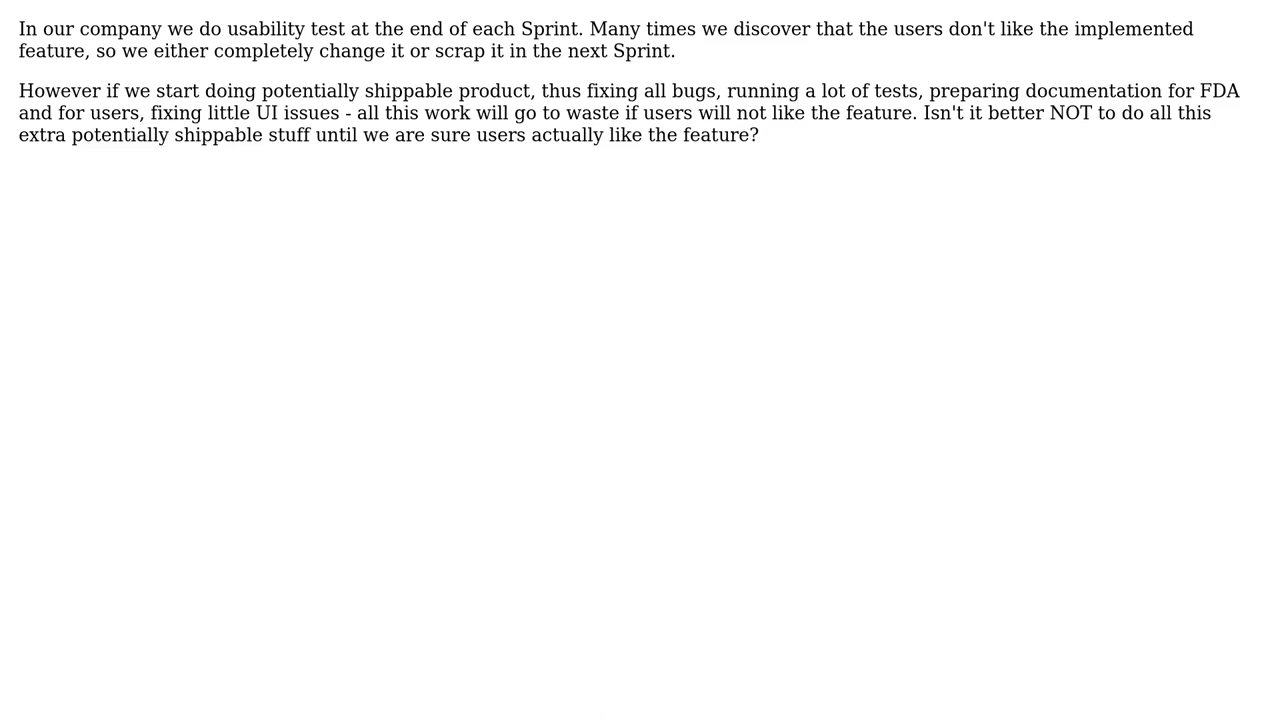 In our company we do usability test at the end of each Sprint. Many times we discover that the users don't like the implemented
feature, so we either completely change it or scrap it in the next Sprint.
However if we start doing potentially shippable product, thus fixing all bugs, running a lot of tests, preparing documentation for FDA
and for users, fixing little UI issues - all this work will go to waste if users will not like the feature. Isn't it better NOT to do all this
extra potentially shippable stuff until we are sure users actually like the feature?